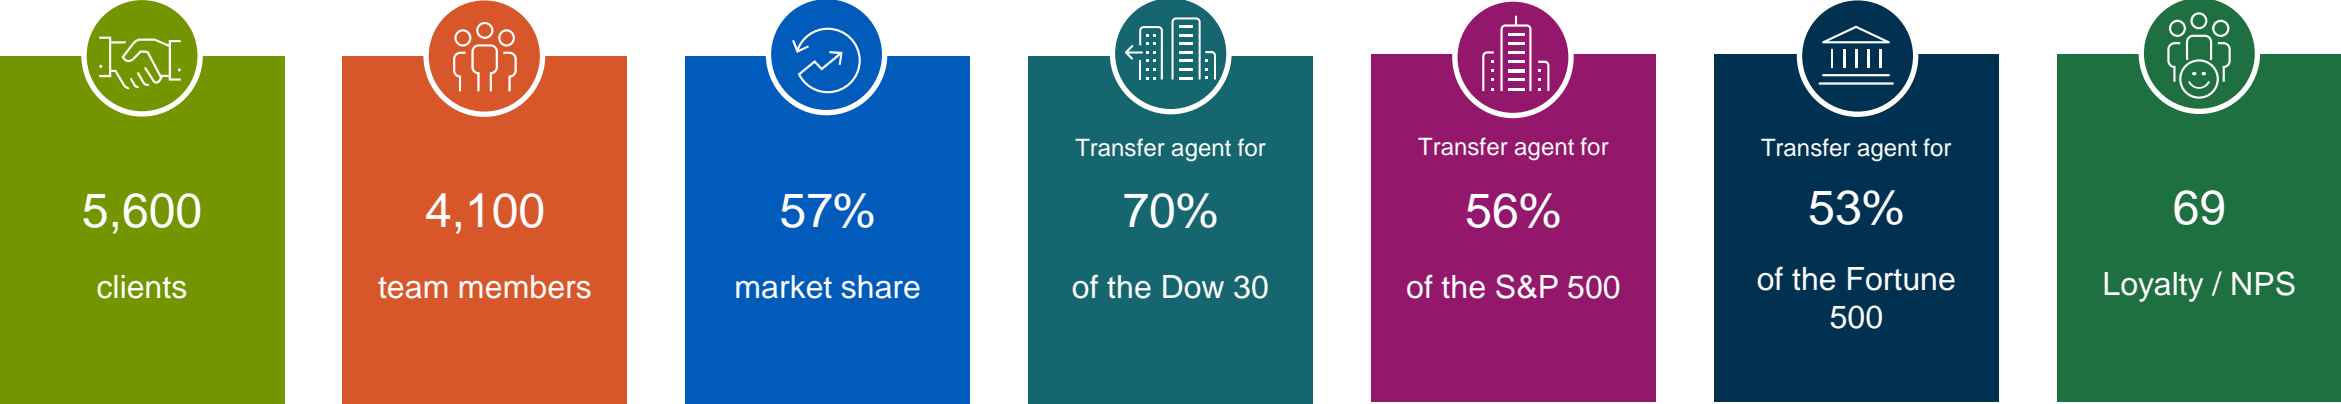 5,600
clients
4,100
team members
57%
market share
Transfer agent for
70%
of the Dow 30
Transfer agent for
56%
of the S&P 500
Transfer agent for
53%
of the Fortune
500
69
Loyalty / NPS